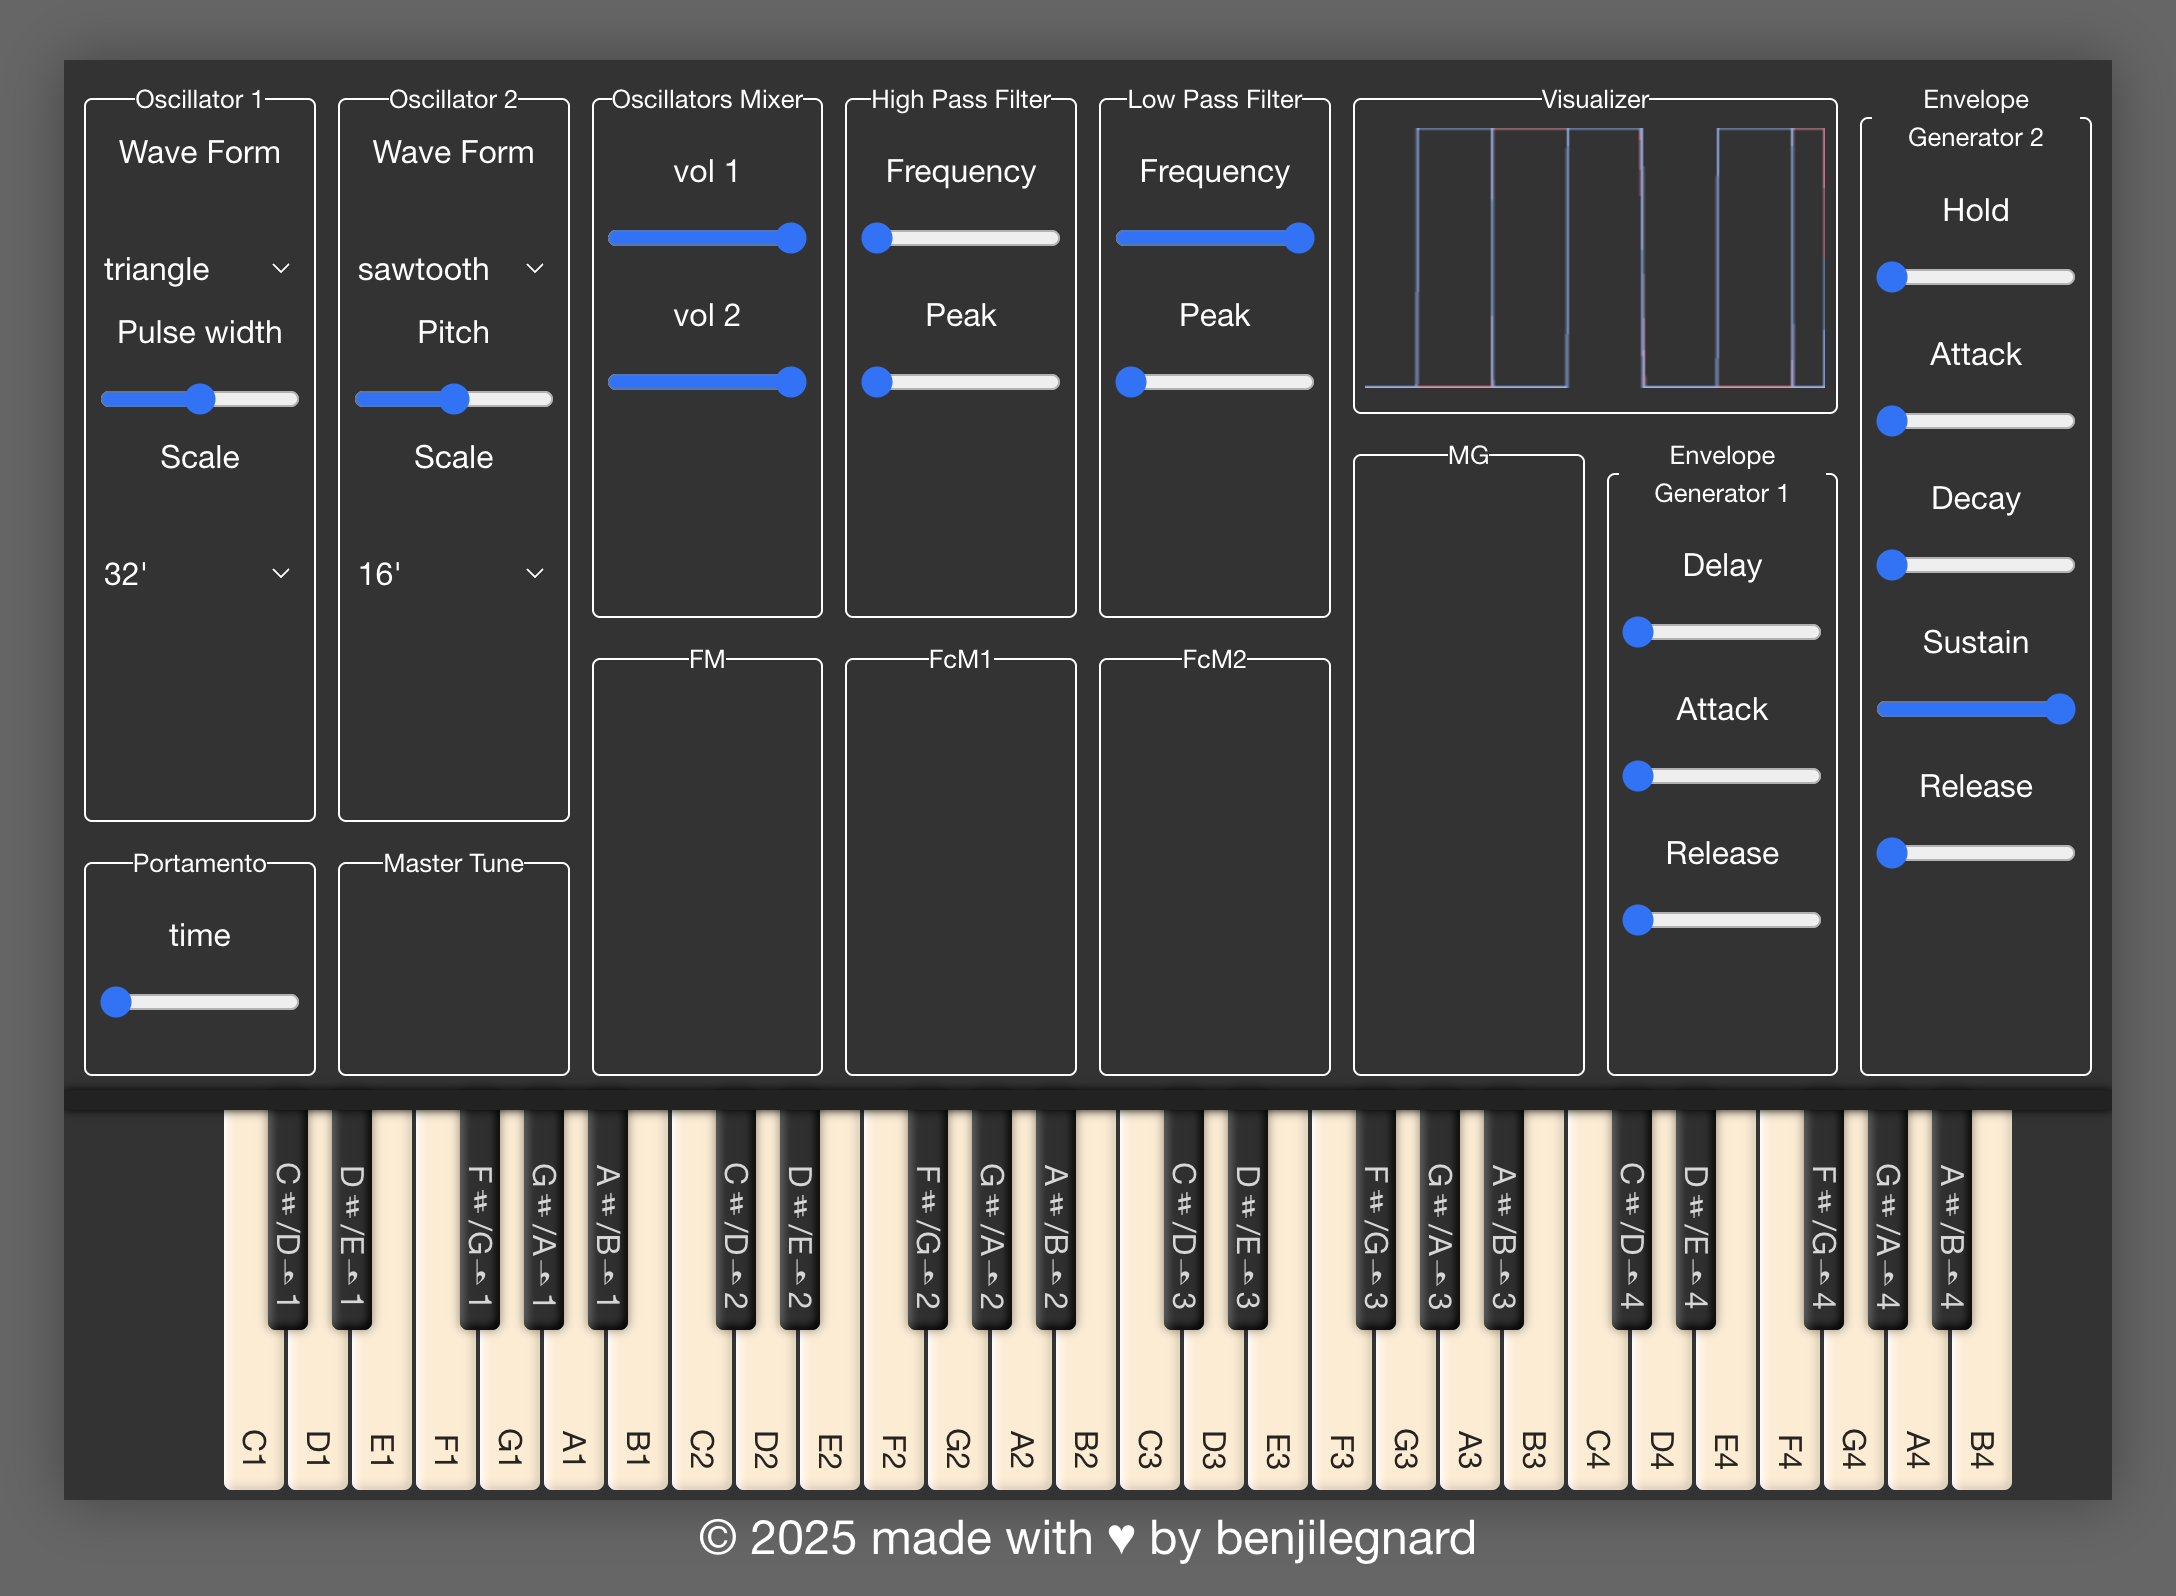 Oscillator 1
Wave Form
triangle
Pulse width
Scale
32'
Oscillator 2
Wave Form
sawtooth
Pitch
Scale
16'
Oscillators Mixer
vol 1
vol 2
High Pass Filter
Frequency
Peak
Low Pass Filter
Frequency
Peak
Visualizer
Envelope
Generator 2
Hold
Attack
Decay
Sustain
Release
MG
Envelope
Generator 1
Delay
Attack
Release
FM
FcM1
FcM2
Portamento
time
Master Tune
C#/D♭1
D#/E♭1
F#/G♭1
G#/A♭1
A#/B♭1
C#/D♭2
D#/E♭2
F#/G♭2
G#/A♭2
A#/B♭2
C#/D♭3
D#/E♭3
F#/G♭3
G#/A♭3
A#/B♭3
C#/D♭4
D#/E♭4
F#/G♭4
G#/A♭4
A#/B♭4
C1
D1
E1
F1
G1
A1
B1
C2
D2
E2
F2
G2
A2
B2
C3
D3
E3
F3
G3
A3
B3
C4
D4
E4
F4
G4
A4
B4
© 2025 made with ♥ by benjilegnard